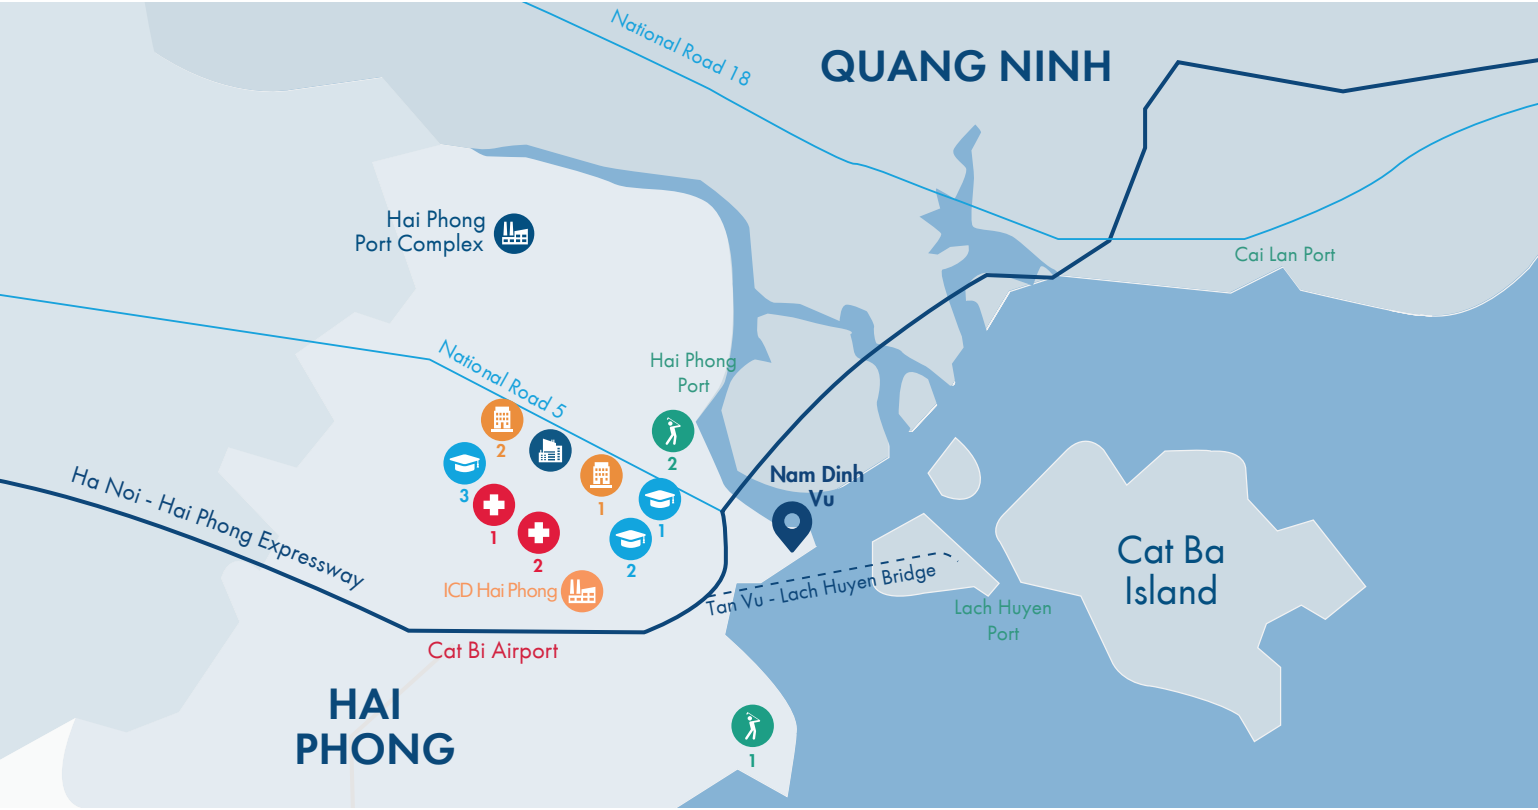 National Road 18
QUANG NINH
Hai Phong
Port Complex
Cai Lan Port
National Road 5
Hai Phong
Port
2
2
3
1
1
1
2
2
Nam Dinh
Vu
Ha Noi - Hai Phong Expressway
ICD Hai Phong
Tan Vu - Lach Huyen Bridge
Cat Ba
Island
Lach Huyen
Port
Cat Bi Airport
HAI
PHONG
1